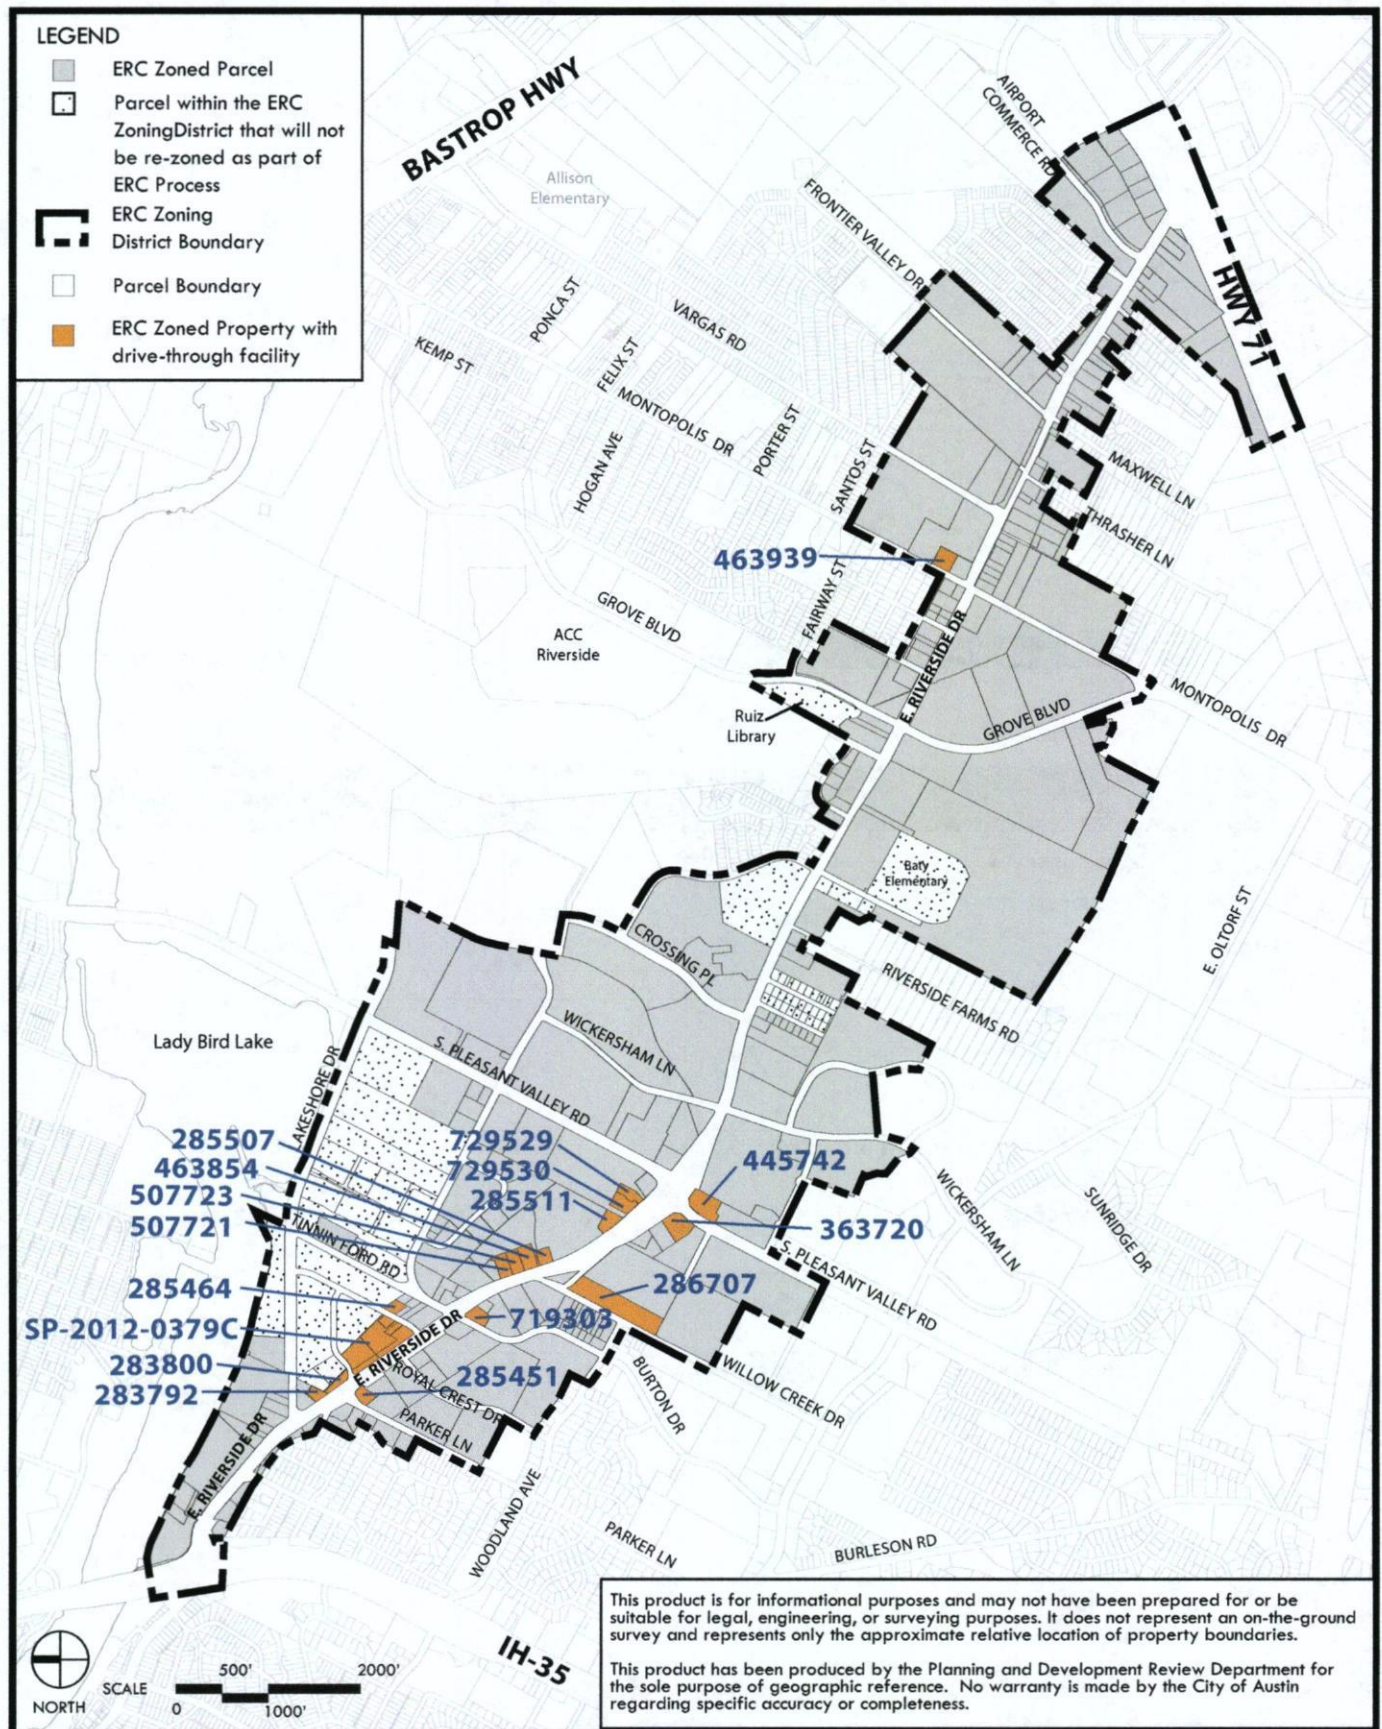 LEGEND
ERC Zoned Parcel
Parcel within the ERC
ZoningDistrict that will not
be re-zoned as part of
ERC Process
ERC Zoning
District Boundary
Parcel Boundary
ERC Zoned Property with
drive-through facility
BASTROP HWY
Allison
Elementary
AIRPORT
COMMERCE RD
FRONTIER VALLEY DR
HWY 71
PONCA ST
VARGAS RD
KEMP ST
FELIX ST
MONTOPOLIS DR
PORTER ST
HOGAN AVE
SANTOS ST
MAXWELL LN
THRASHER LN
463939
FAIRWAY ST
GROVE BLVD
ACC
Riverside
E. RIVERSIDE DR
MONTOPOLIS DR
Ruiz
Library
GROVE BLVD
Baty
Elementary
E. OLTORF ST
CROSSING PL
RIVERSIDE FARMS RD
WICKERSHAM LN
Lady Bird Lake
S. PLEASANT VALLEY RD
LAKESHORE DR
285507
463854
507723
507721
729529
729530
285511
445742
363720
WICKERSHAM LN
SUNRIDGE DR
TINNIN FORD RD
S. PLEASANT VALLEY RD
285464
286707
SP-2012-0379C
719303
E. RIVERSIDE DR
283800
283792
285451
ROYAL CREST DR
WILLOW CREEK DR
BURTON DR
PARKER LN
E. RIVERSIDE DR
WOODLAND AVE
PARKER LN
BURLESON RD
IH-35
NORTH
SCALE
500'
2000'
0
1000'
This product is for informational purposes and may not have been prepared for or be
suitable for legal, engineering, or surveying purposes. It does not represent an on-the-ground
survey and represents only the approximate relative location of property boundaries.
This product has been produced by the Planning and Development Review Department for
the sole purpose of geographic reference. No warranty is made by the City of Austin
regarding specific accuracy or completeness.